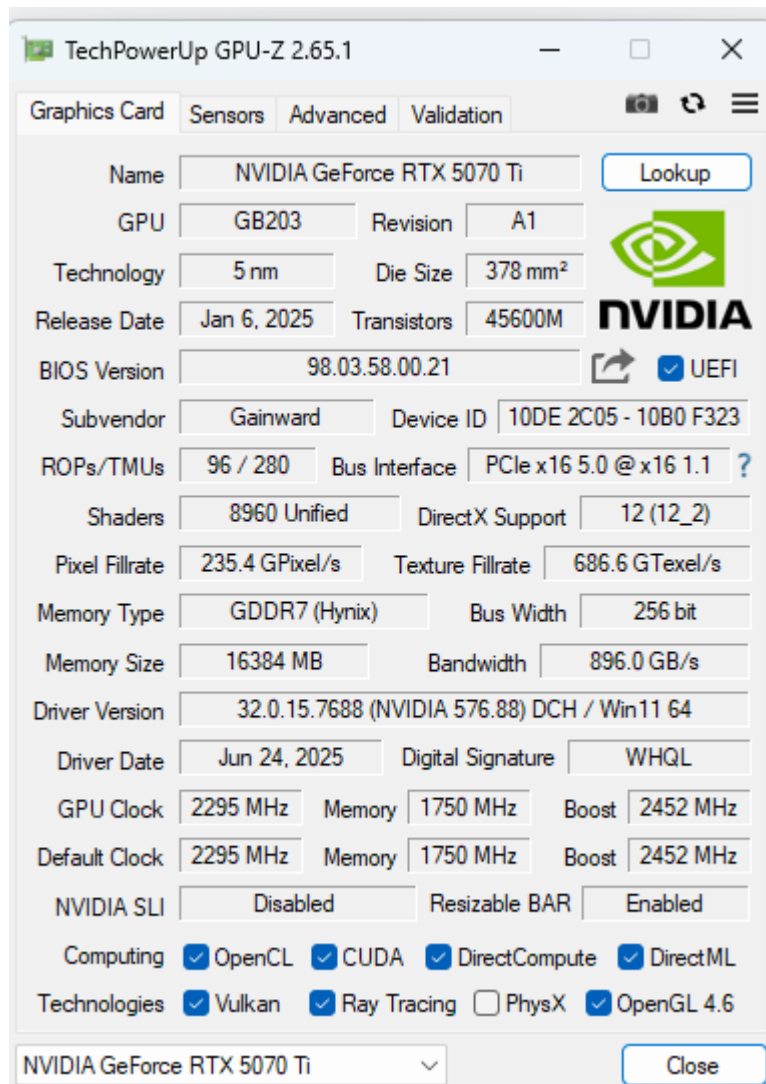 TechPowerUp GPU-Z 2.65.1
Graphics Card Sensors Advanced Validation
Name NVIDIA GeForce RTX 5070 Ti Lookup
GPU GB203 Revision A1
Technology 5 nm Die Size 378 mm²
NVIDIA
Release Date Jan 6, 2025 Transistors 45600M
BIOS Version 98.03.58.00.21 UEFI
Subvendor Gainward Device ID 10DE 2C05 - 10B0 F323
ROPs/TMUs 96 / 280 Bus Interface PCIe x16 5.0 @ x16 1.1 ?
Shaders 8960 Unified DirectX Support 12 (12_2)
Pixel Fillrate 235.4 GPixel/s Texture Fillrate 686.6 GTexel/s
Memory Type GDDR7 (Hynix) Bus Width 256 bit
Memory Size 16384 MB Bandwidth 896.0 GB/s
Driver Version 32.0.15.7688 (NVIDIA 576.88) DCH / Win11 64
Driver Date Jun 24, 2025 Digital Signature WHQL
GPU Clock 2295 MHz Memory 1750 MHz Boost 2452 MHz
Default Clock 2295 MHz Memory 1750 MHz Boost 2452 MHz
NVIDIA SLI Disabled Resizable BAR Enabled
Computing OpenCL CUDA DirectCompute DirectML
Technologies Vulkan Ray Tracing PhysX OpenGL 4.6
NVIDIA GeForce RTX 5070 Ti Close